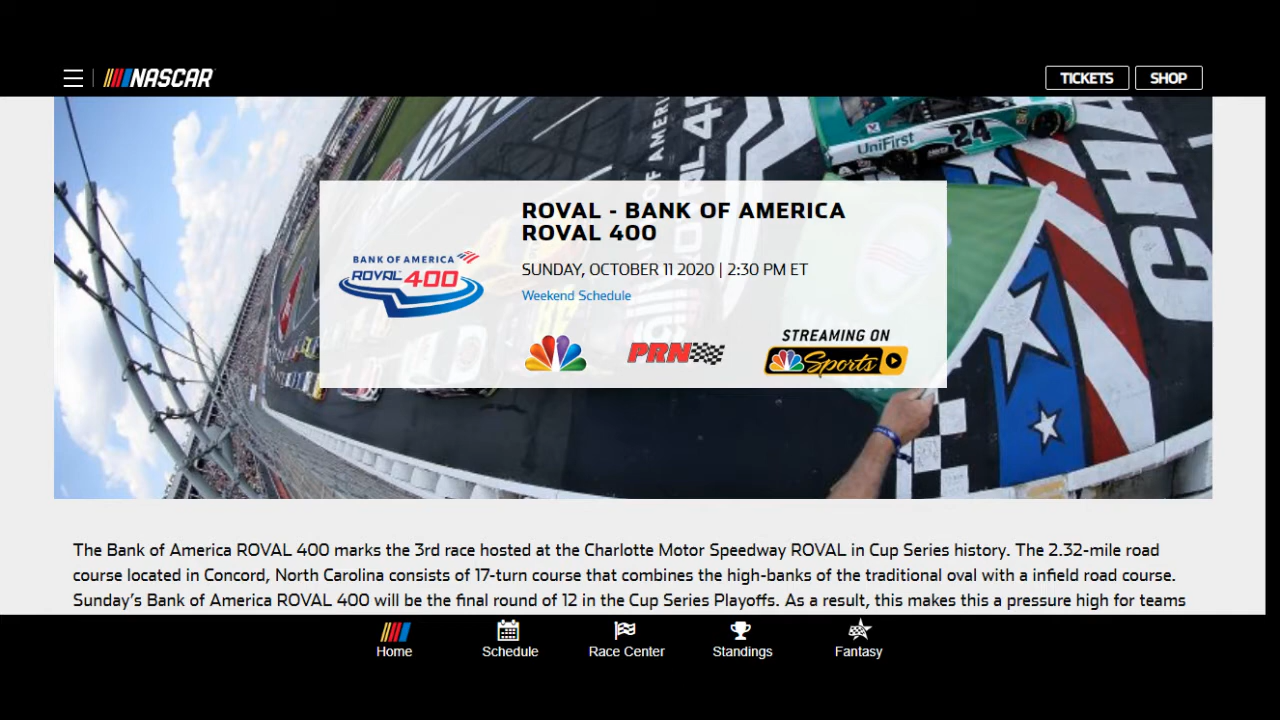 NASCAR
TICKETS
SHOP
UniFirst
24
CHA
ROVAL - BANK OF AMERICA
ROVAL 400
SUNDAY, OCTOBER 11 2020 | 2:30 PM ET
Weekend Schedule
BANK OF AMERICA
ROVAL 400
PRN
STREAMING ON
Sports
The Bank of America ROVAL 400 marks the 3rd race hosted at the Charlotte Motor Speedway ROVAL in Cup Series history. The 2.32-mile road
course located in Concord, North Carolina consists of 17-turn course that combines the high-banks of the traditional oval with a infield road course.
Sunday’s Bank of America ROVAL 400 will be the final round of 12 in the Cup Series Playoffs. As a result, this makes this a pressure high for teams
Home
Schedule
Race Center
Standings
Fantasy